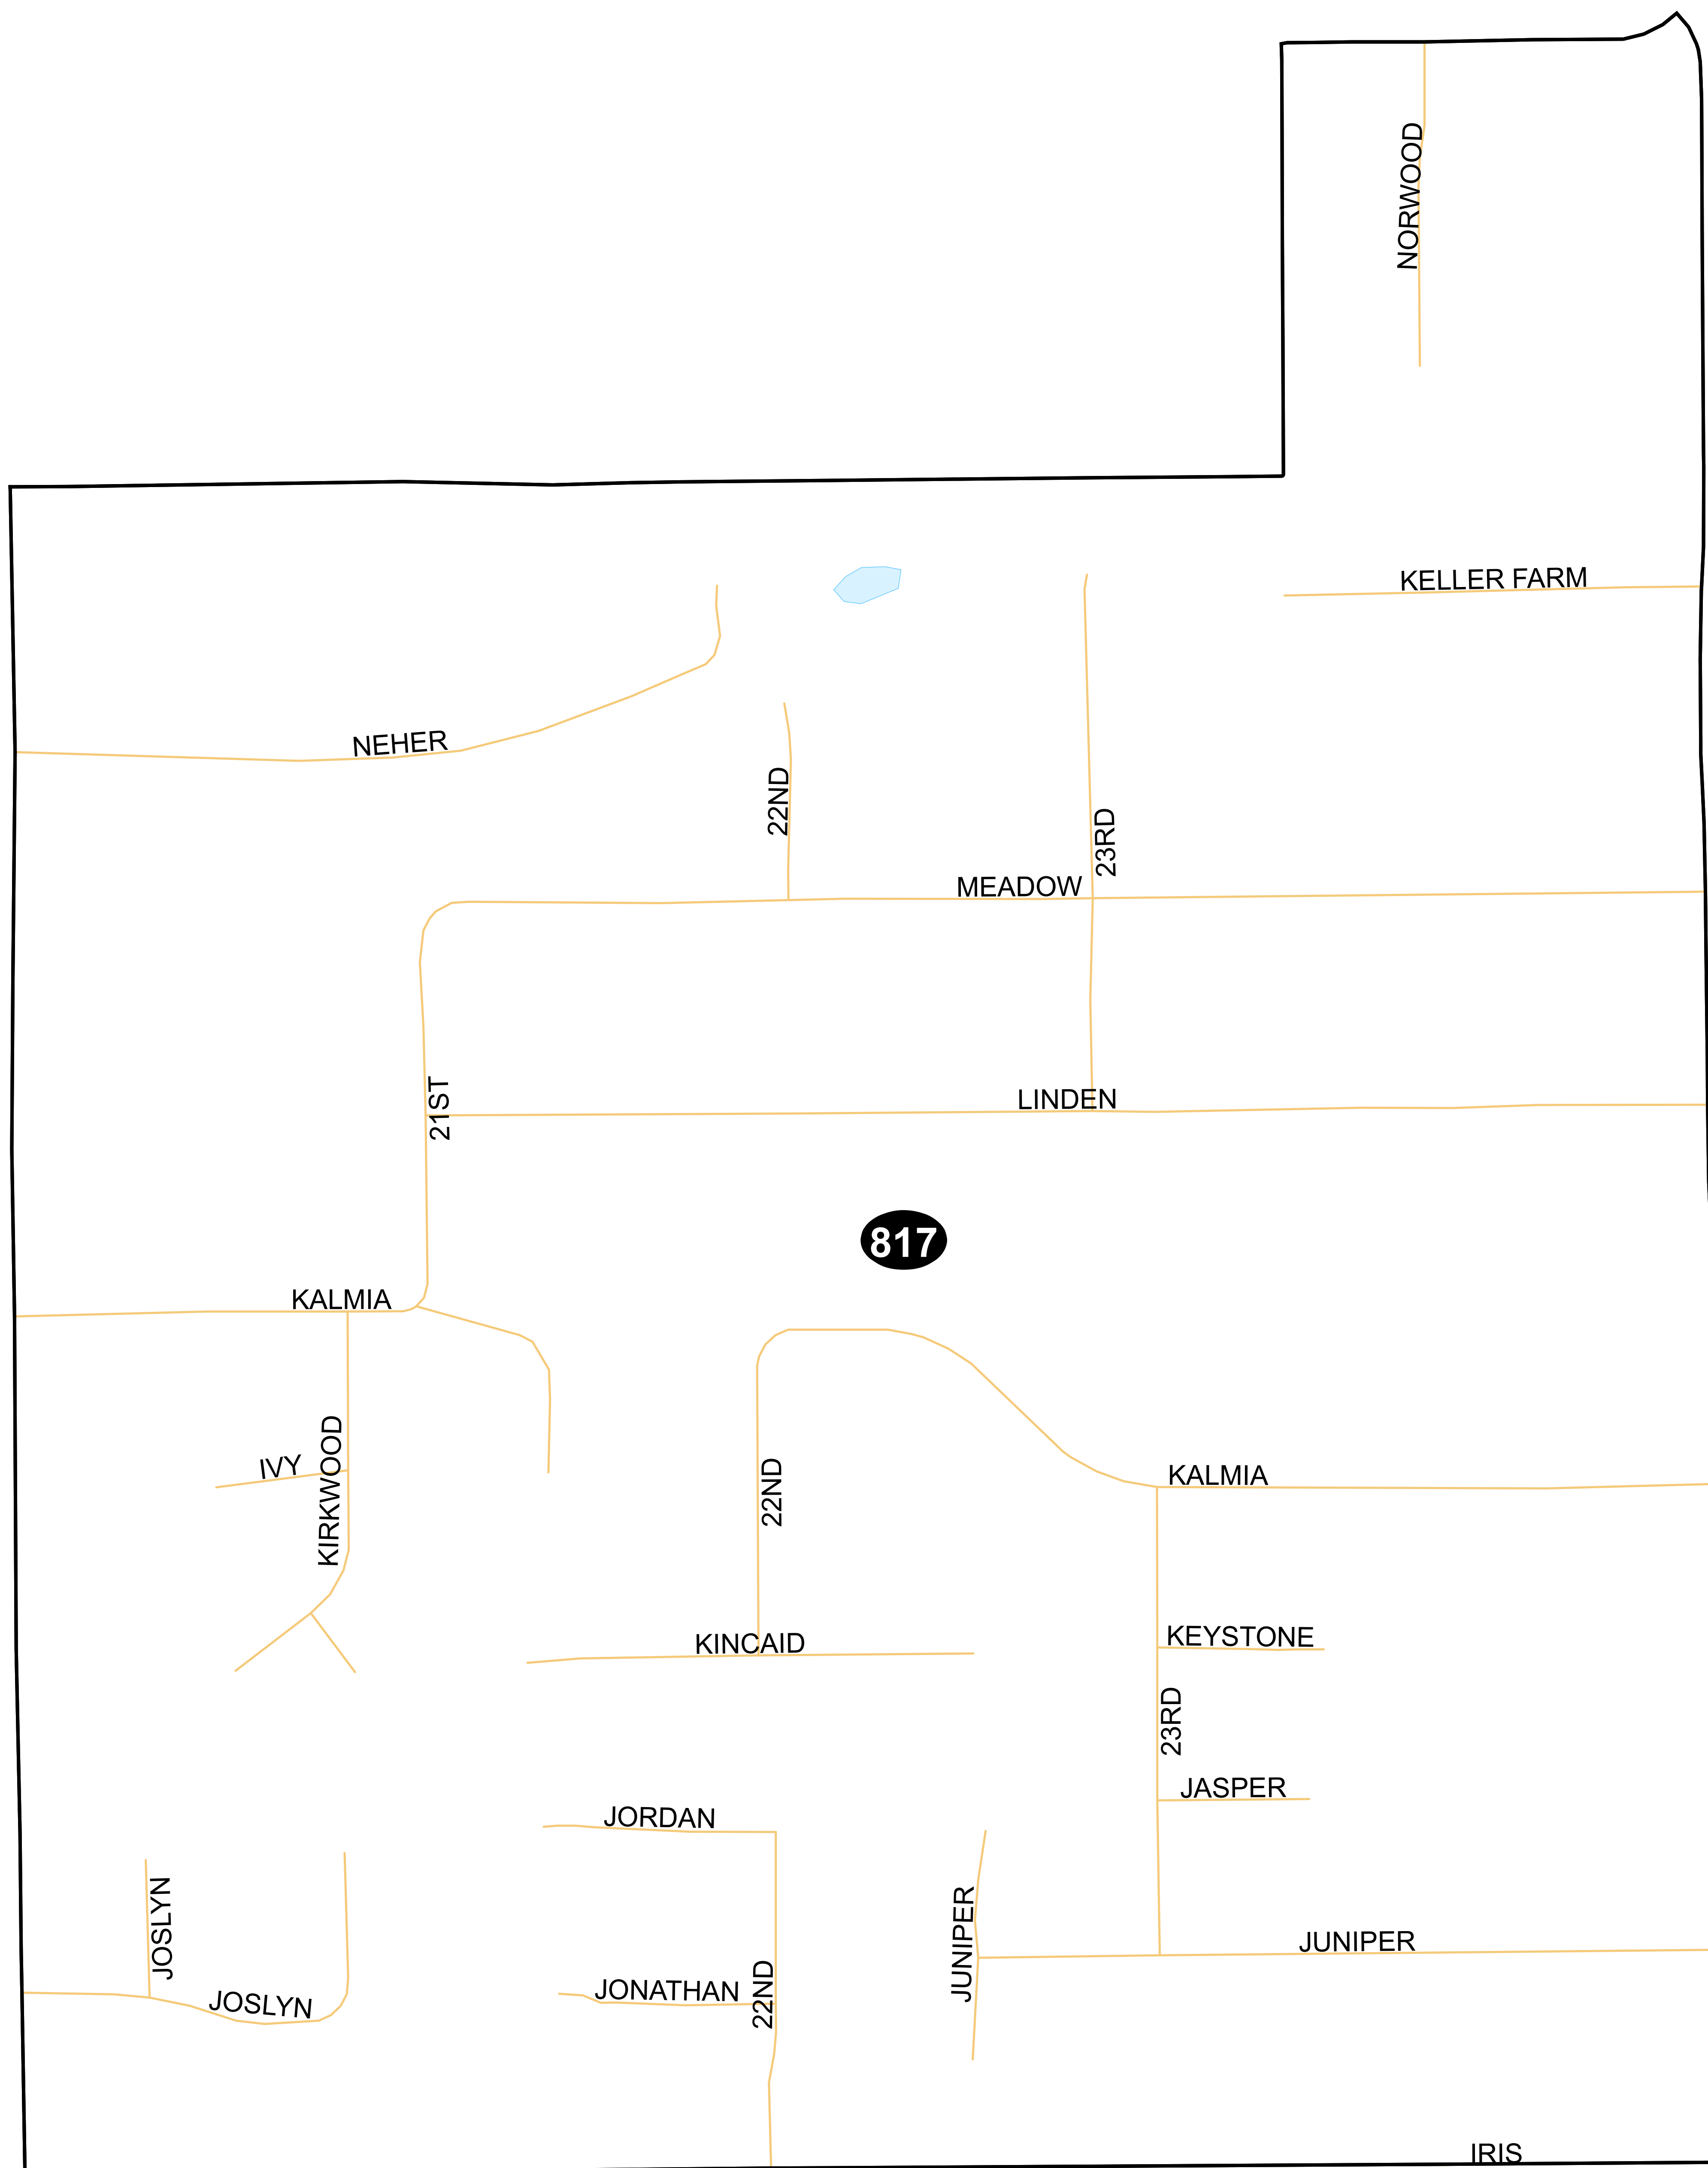 NORWOOD
KELLER FARM
NEHER
22ND
23RD
MEADOW
21ST
LINDEN
817
KALMIA
IVY
KIRKWOOD
22ND
KALMIA
KINCAID
KEYSTONE
23RD
JASPER
JORDAN
JOSLYN
JUNIPER
JUNIPER
JOSLYN
JONATHAN
22ND
IRIS